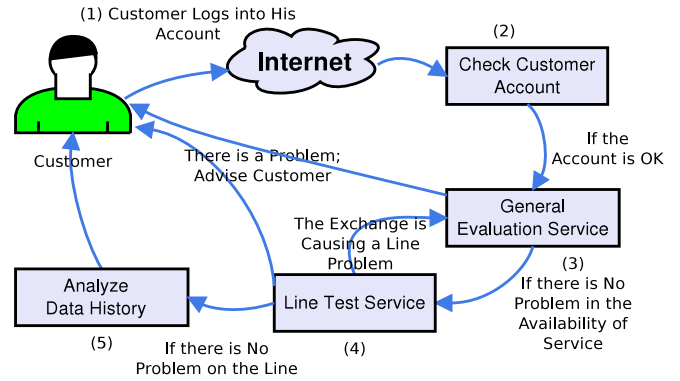 (1) Customer Logs into His
Account
Internet
(2)
Check Customer
Account
If the
Account is OK
Customer
There is a Problem;
Advise Customer
General
Evaluation Service
The Exchange is
Causing a Line
Problem
(3)
If there is No
Problem in the
Availability of
Service
Analyze
Data History
Line Test Service
(5)
If there is No
Problem on the Line
(4)